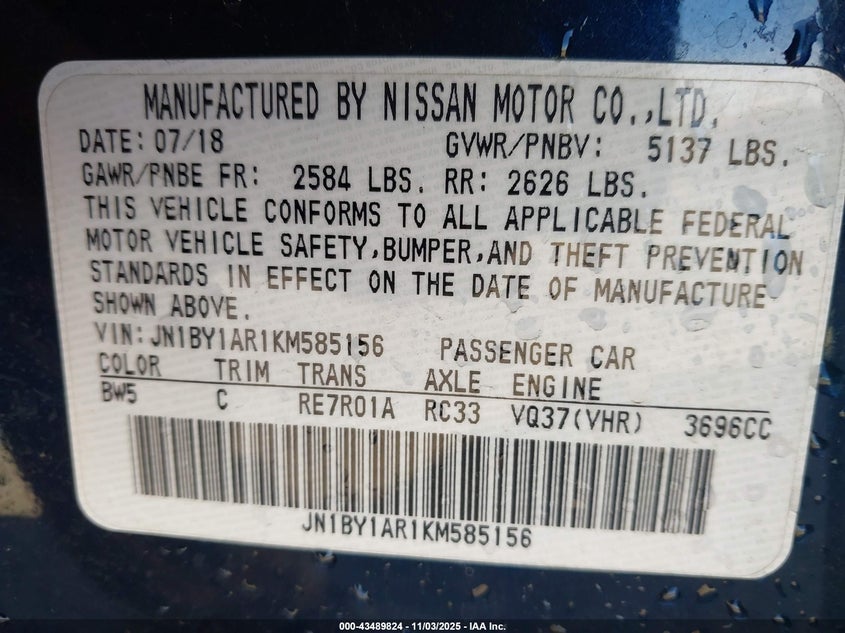 MANUFACTURED BY NISSAN MOTOR CO.,LTD.
DATE: 07/18 GVWR/PNBV: 5137 LBS.
GAWR/PNBE FR: 2584 LBS. RR: 2626 LBS.
THIS VEHICLE CONFORMS TO ALL APPLICABLE FEDERAL
MOTOR VEHICLE SAFETY,BUMPER,AND THEFT PREVENTION
STANDARDS IN EFFECT ON THE DATE OF MANUFACTURE
SHOWN ABOVE.
VIN:JN1BY1AR1KM585156 PASSENGER CAR
COLOR TRIM TRANS AXLE ENGINE
BW5 C RE7R01A RC33 VQ37(VHR) 3696CC
JN1BY1AR1KM585156
000-43489824 - 11/03/2025 - IAA Inc.